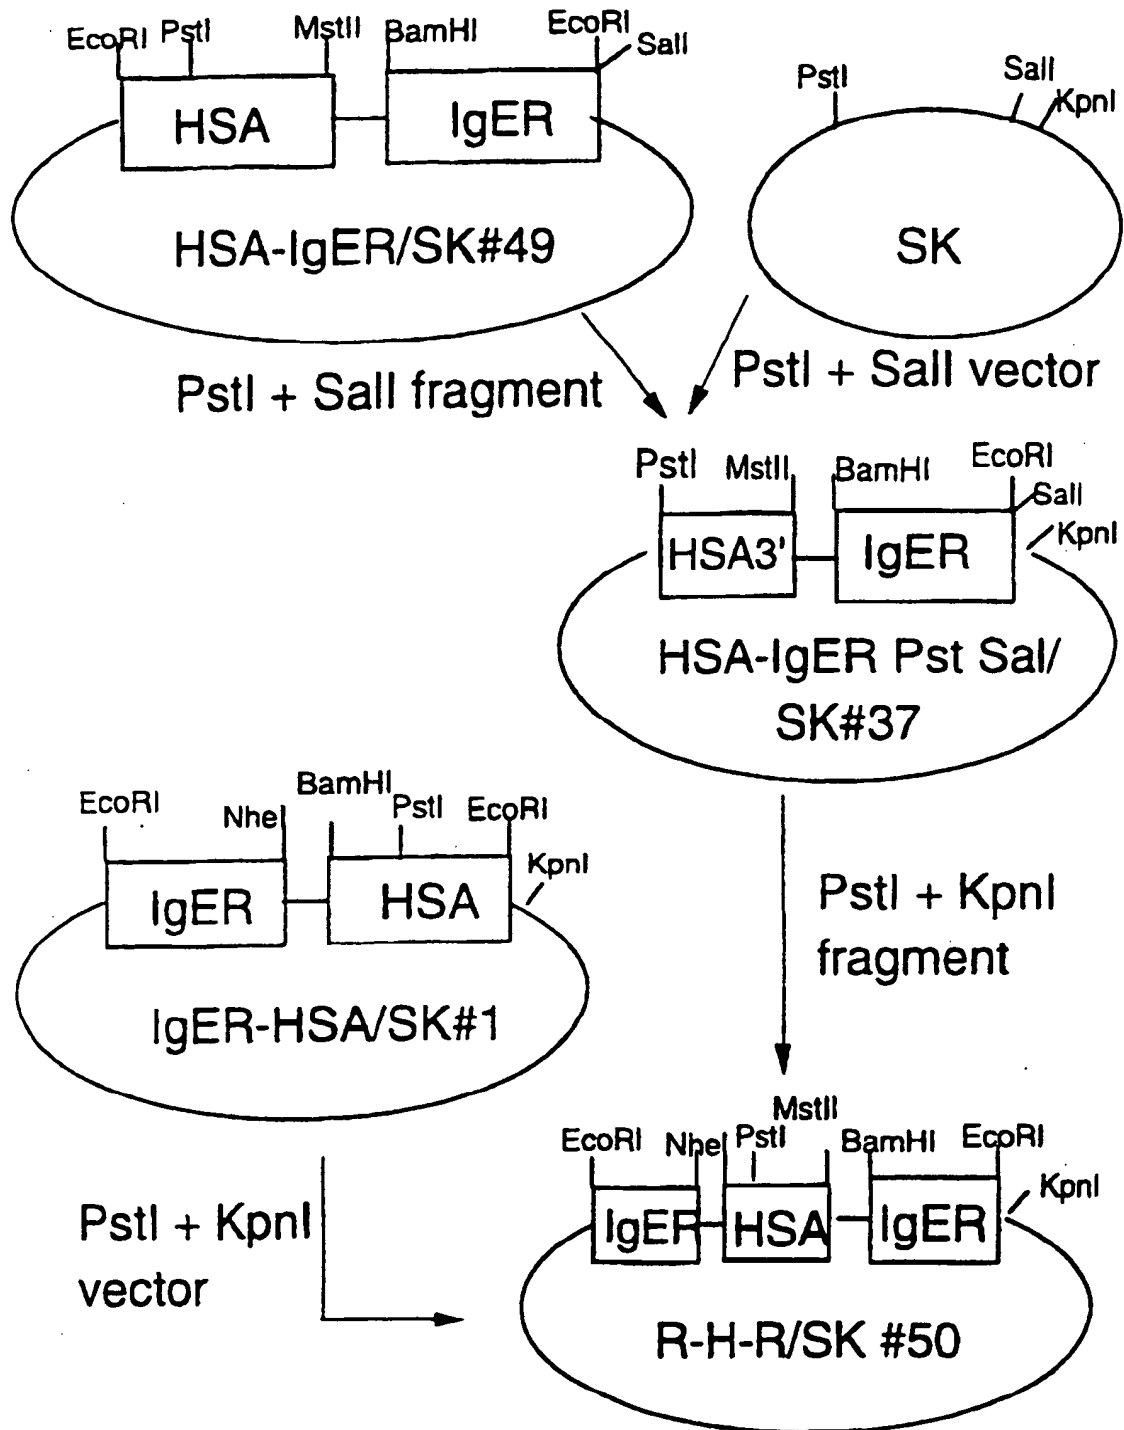 EcoRI PstI MstII BamHI EcoRI SalI
HSA IgER
HSA-IgER/SK#49
PstI SalI KpnI
SK
PstI + SalI fragment
PstI + SalI vector
PstI MstII BamHI EcoRI SalI KpnI
HSA3' IgER
HSA-IgER Pst Sal/
SK#37
EcoRI NheI BamHI PstI EcoRI KpnI
IgER HSA
IgER-HSA/SK#1
PstI + KpnI
fragment
PstI + KpnI
vector
EcoRI NheI PstI MstII BamHI EcoRI KpnI
IgER HSA IgER
R-H-R/SK #50